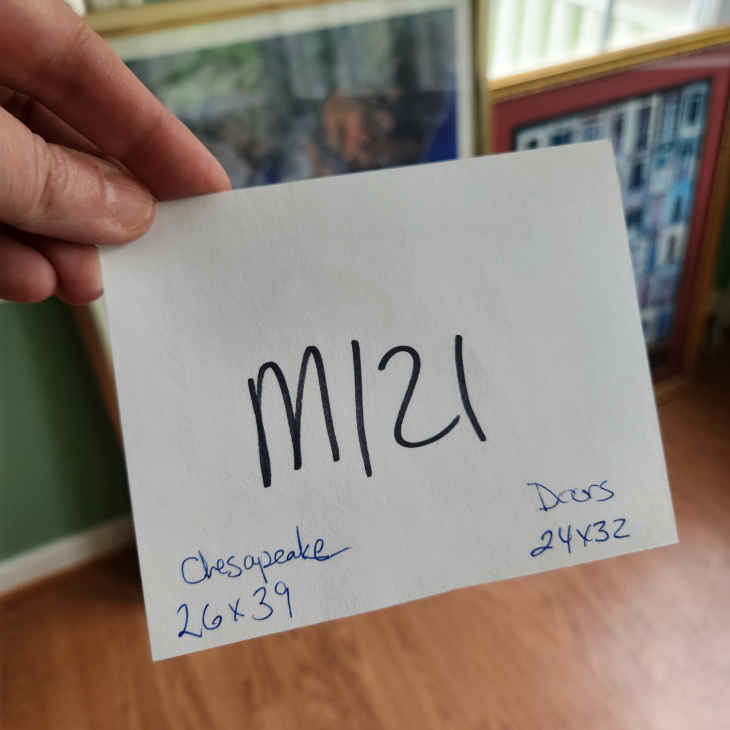 M121
Chesapeake
26x39
Doors
24x32